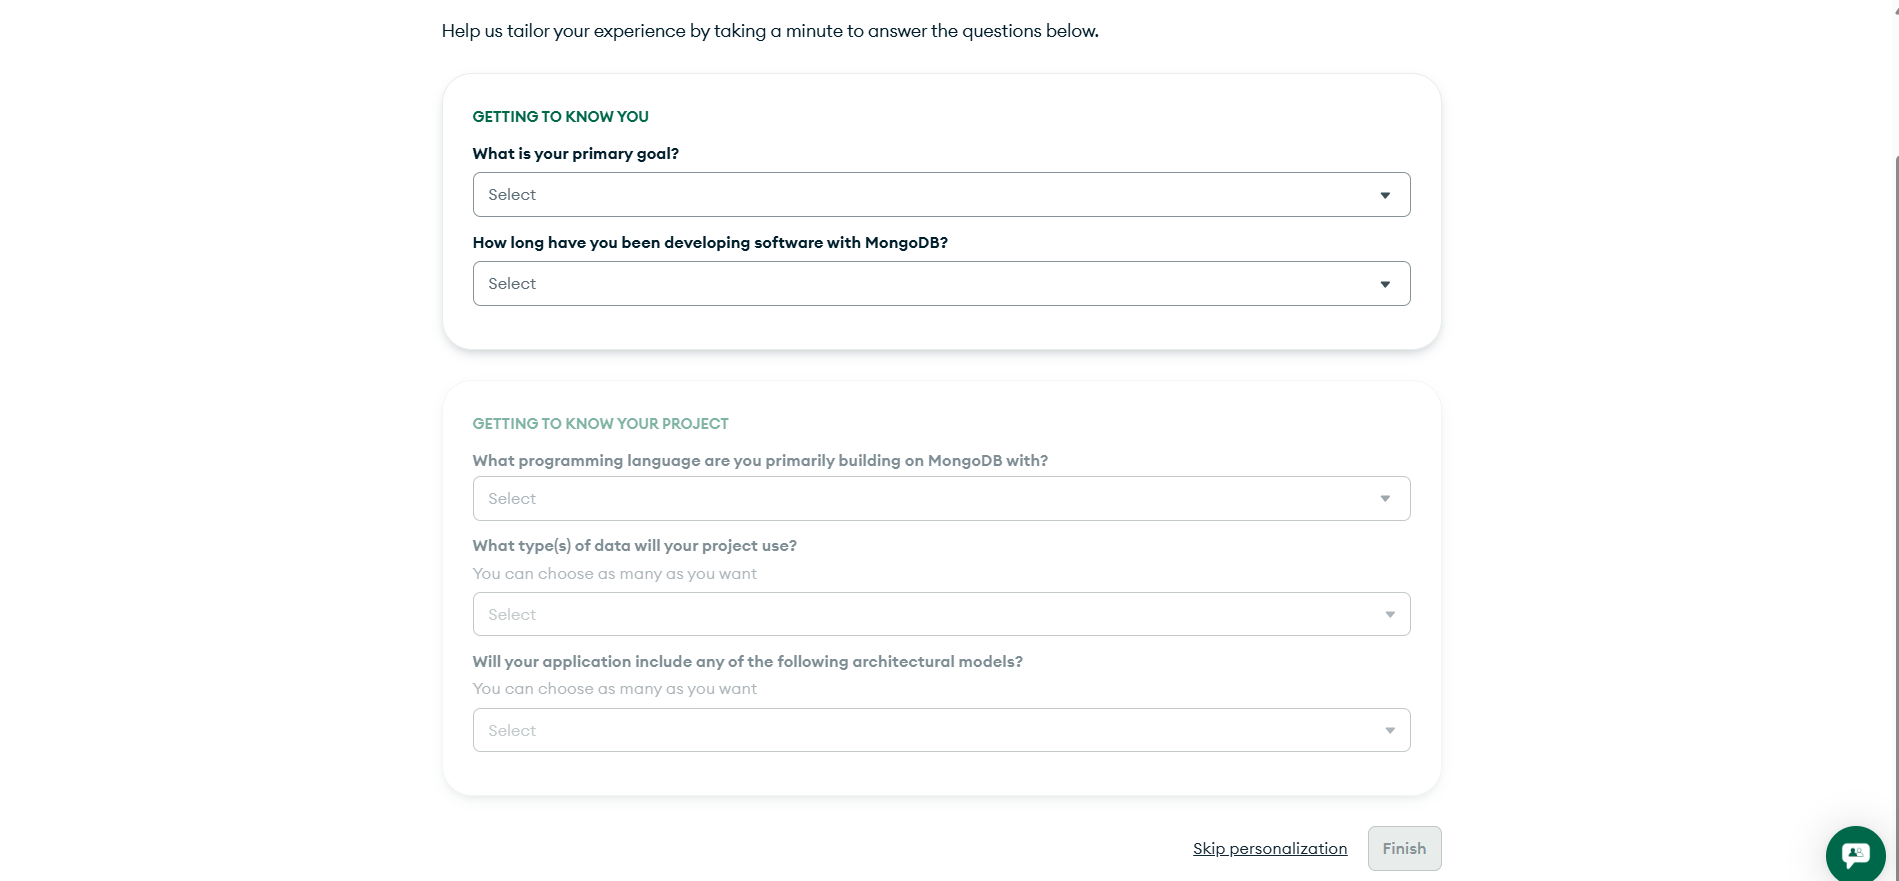 Help us tailor your experience by taking a minute to answer the questions below.
GETTING TO KNOW YOU
What is your primary goal?
Select
How long have you been developing software with MongoDB?
Select
GETTING TO KNOW YOUR PROJECT
What programming language are you primarily building on MongoDB with?
Select
What type(s) of data will your project use?
You can choose as many as you want
Select
Will your application include any of the following architectural models?
You can choose as many as you want
Select
Skip personalization
Finish